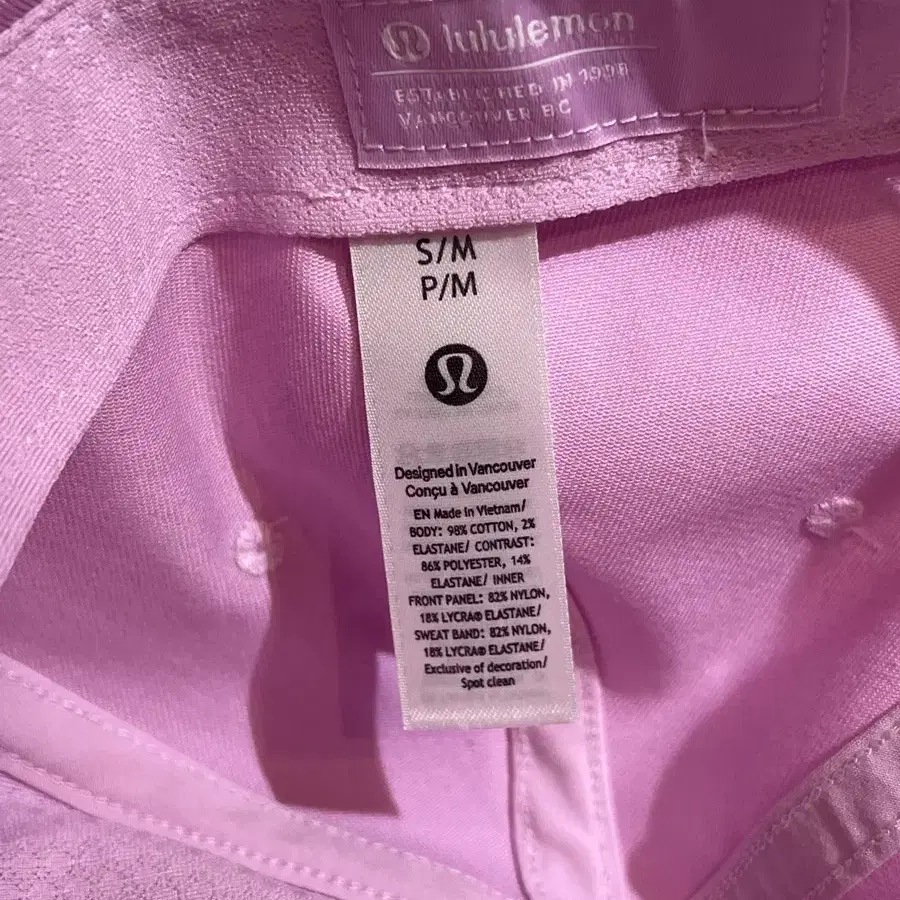 lululemon
ESTABLISHED IN 1998
VANCOUVER BC
S/M
P/M
Designed in Vancouver
Conçu à Vancouver
EN Made in Vietnam/
BODY: 98% COTTON, 2%
ELASTANE/ CONTRAST:
86% POLYESTER, 14%
ELASTANE/ INNER
FRONT PANEL: 82% NYLON,
18% LYCRA® ELASTANE/
SWEAT BAND: 82% NYLON,
18% LYCRA® ELASTANE/
Exclusive of decoration/
Spot clean